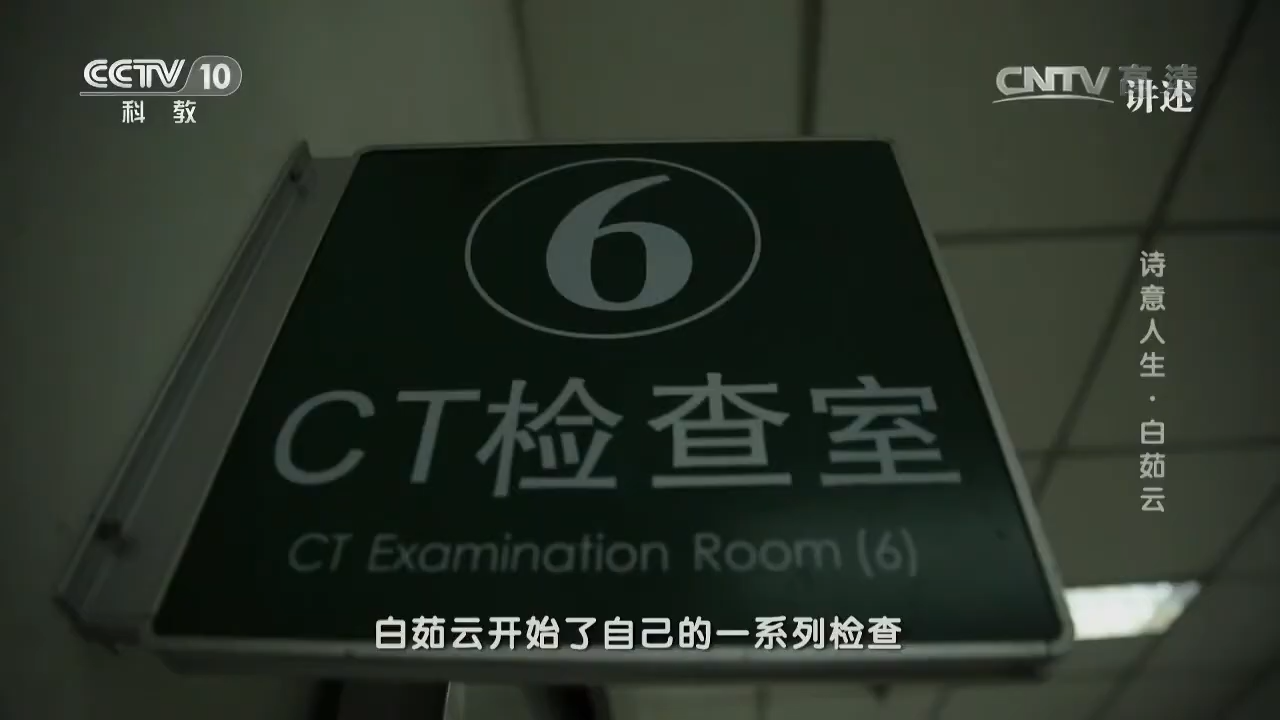 CCTV 10
科教
CNTV 高清
讲述
6
CT检查室
CT Examination Room (6)
诗意人生·白茹云
白茹云开始了自己的一系列检查